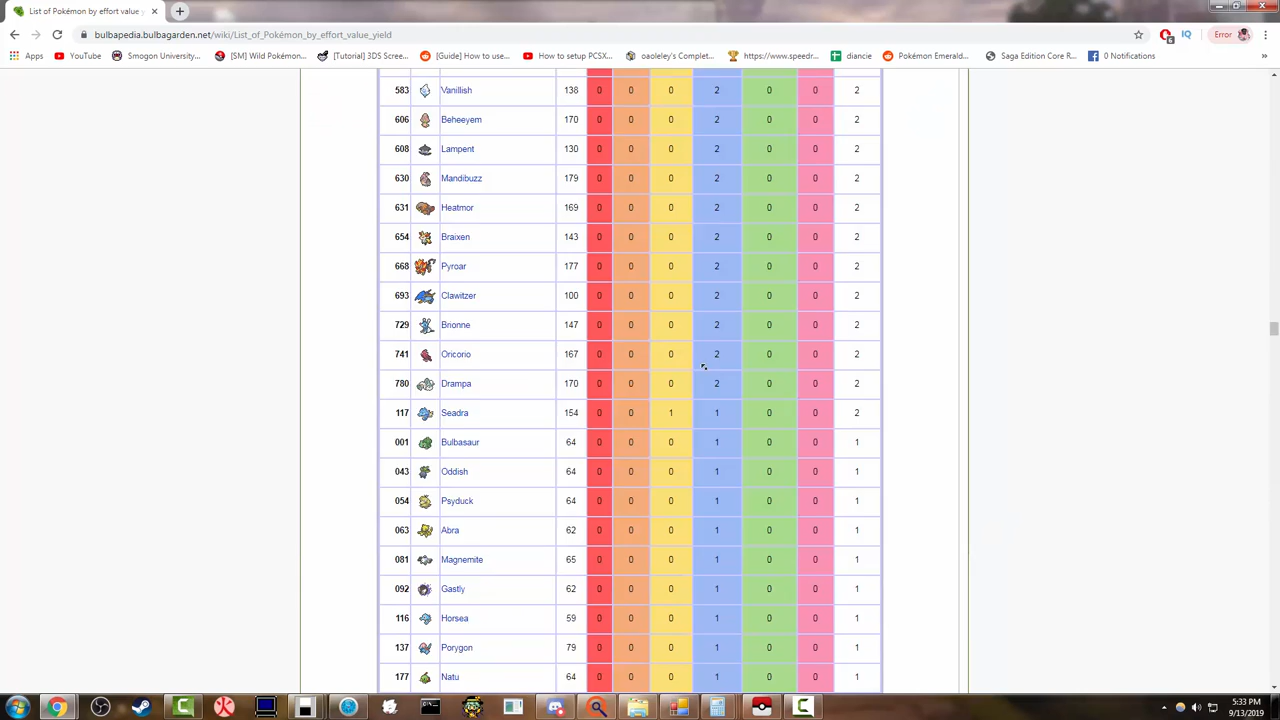 List of Pokémon by effort value y
bulbapedia.bulbagarden.net/wiki/List_of_Pokémon_by_effort_value_yield
Error
Apps
YouTube
Smogon University...
[SM] Wild Pokémon...
[Tutorial] 3DS Scree...
[Guide] How to use...
How to setup PCSX...
oaoleley's Complet...
https://www.speedr...
diancie
Pokémon Emerald...
Saga Edition Core R...
0 Notifications
»
583 Vanillish 138 0 0 0 2 0 0 2
606 Beheeyem 170 0 0 0 2 0 0 2
608 Lampent 130 0 0 0 2 0 0 2
630 Mandibuzz 179 0 0 0 2 0 0 2
631 Heatmor 169 0 0 0 2 0 0 2
654 Braixen 143 0 0 0 2 0 0 2
668 Pyroar 177 0 0 0 2 0 0 2
693 Clawitzer 100 0 0 0 2 0 0 2
729 Brionne 147 0 0 0 2 0 0 2
741 Oricorio 167 0 0 0 2 0 0 2
780 Drampa 170 0 0 0 2 0 0 2
117 Seadra 154 0 0 1 1 0 0 2
001 Bulbasaur 64 0 0 0 1 0 0 1
043 Oddish 64 0 0 0 1 0 0 1
054 Psyduck 64 0 0 0 1 0 0 1
063 Abra 62 0 0 0 1 0 0 1
081 Magnemite 65 0 0 0 1 0 0 1
092 Gastly 62 0 0 0 1 0 0 1
116 Horsea 59 0 0 0 1 0 0 1
137 Porygon 79 0 0 0 1 0 0 1
177 Natu 64 0 0 0 1 0 0 1
5:33 PM
9/13/2019